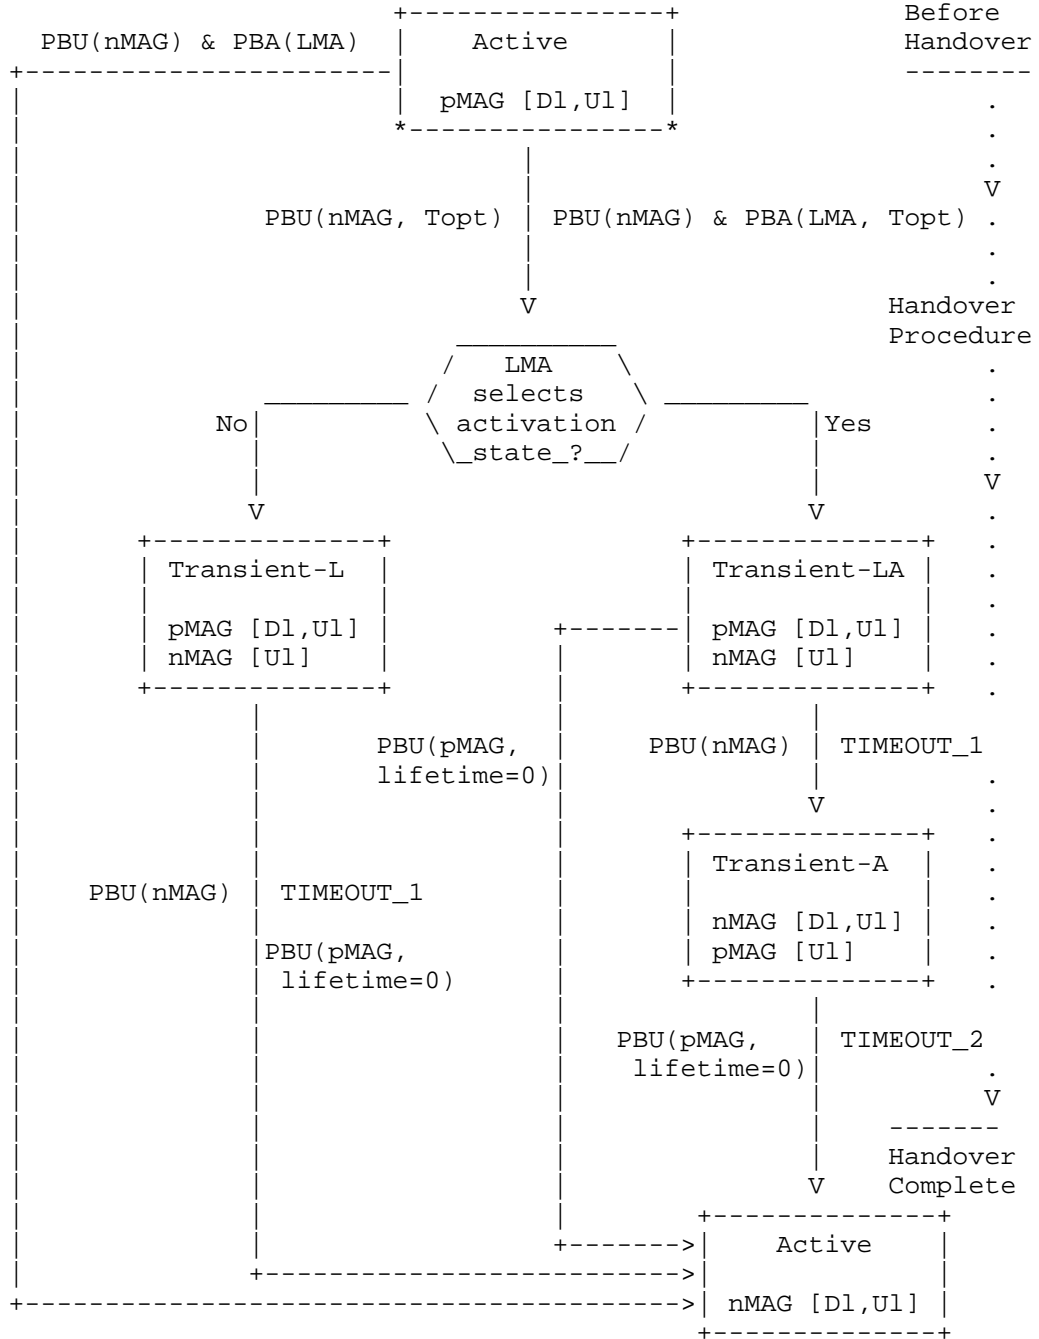 Before
PBU(nMAG) & PBA(LMA) Active Handover
pMAG [Dl,Ul]
PBU(nMAG, Topt) PBU(nMAG) & PBA(LMA, Topt)
V
V Handover
Procedure
LMA
selects
No activation Yes
state_?
V
V V
Transient-L Transient-LA
pMAG [Dl,Ul] pMAG [Dl,Ul]
nMAG [Ul] nMAG [Ul]
PBU(pMAG, PBU(nMAG) TIMEOUT_1
lifetime=0)
V
Transient-A
PBU(nMAG) TIMEOUT_1
nMAG [Dl,Ul]
PBU(pMAG, pMAG [Ul]
lifetime=0)
PBU(pMAG, TIMEOUT_2
lifetime=0)
V
Handover
V Complete
Active
nMAG [Dl,Ul]